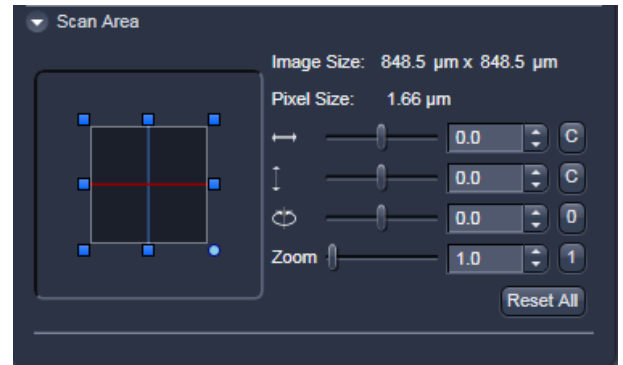 Scan Area
Image Size: 848.5 µm x 848.5 µm
Pixel Size: 1.66 µm
0.0 C
0.0 C
0.0 0
Zoom 1.0 1
Reset All